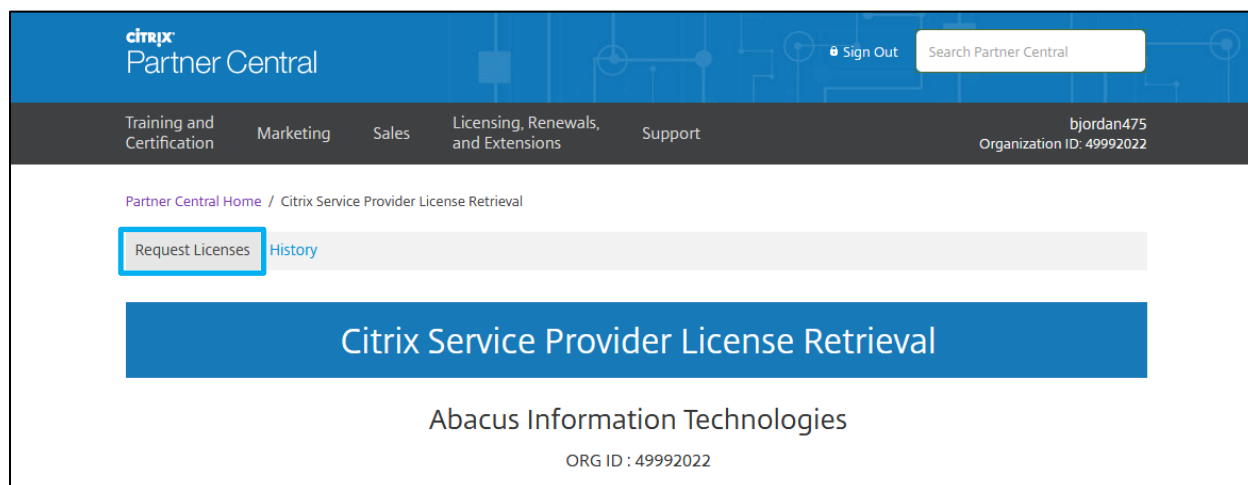 CİTRIX
Partner Central
Sign Out
Search Partner Central
Training and
Certification
Marketing
Sales
Licensing, Renewals,
and Extensions
Support
bjordan475
Organization ID: 49992022
Partner Central Home / Citrix Service Provider License Retrieval
Request Licenses History
Citrix Service Provider License Retrieval
Abacus Information Technologies
ORG ID : 49992022